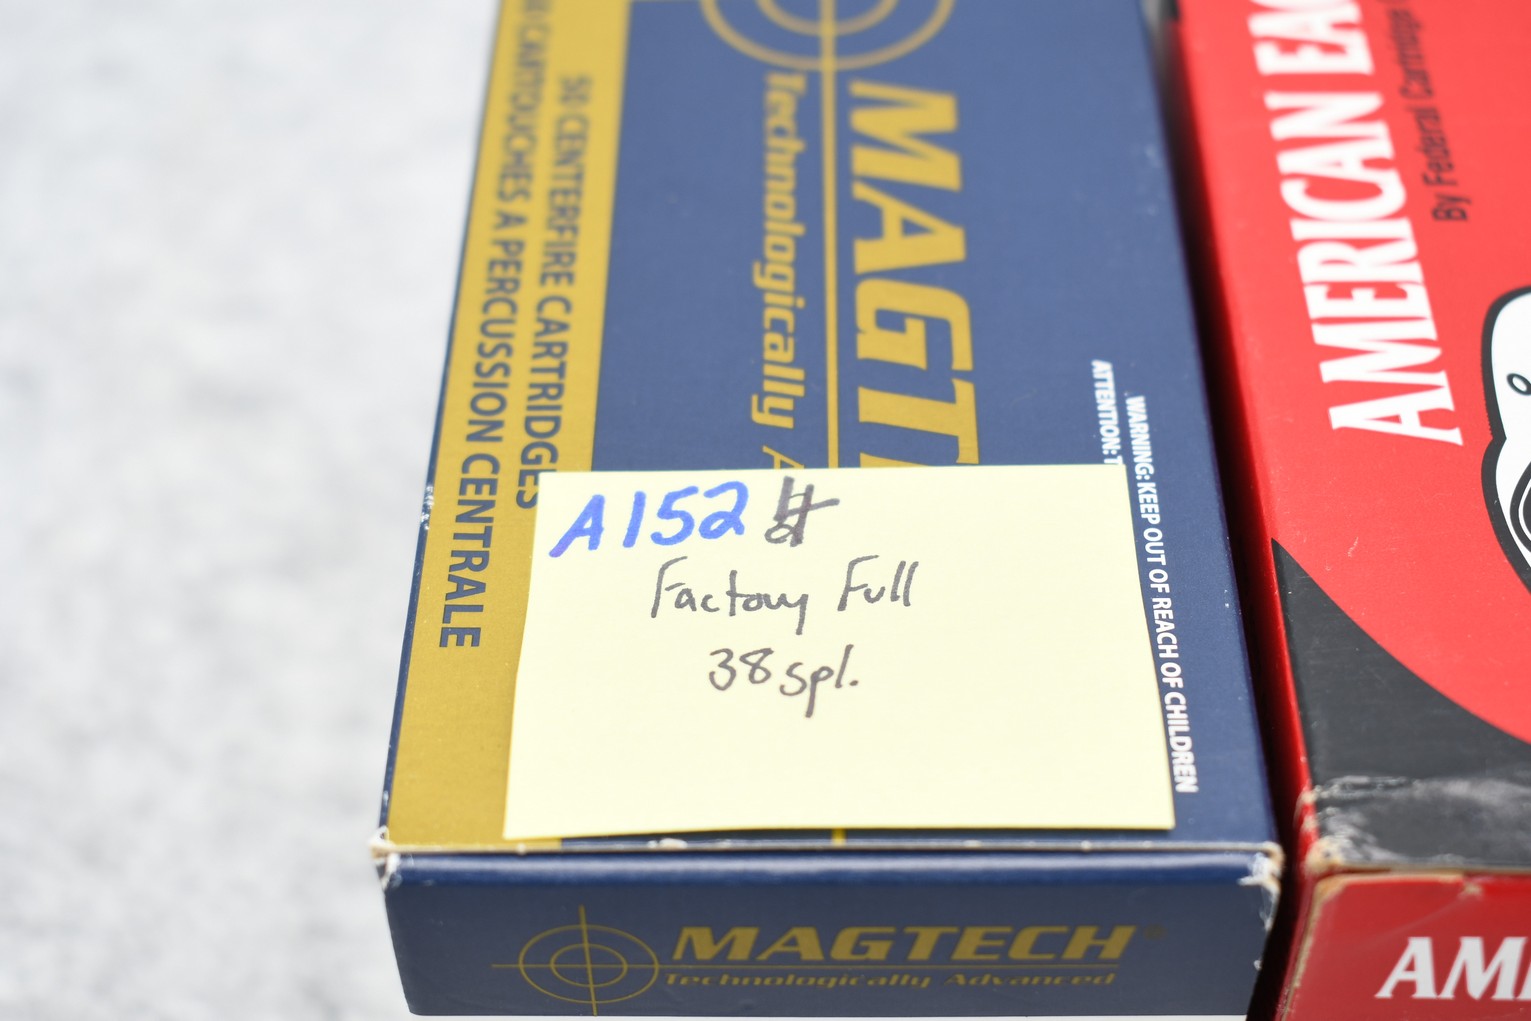 50 CENTERFIRE CARTRIDGES
CARTOUCHES A PERCUSSION CENTRALE
MAGT
Technologically A
WARNING: KEEP OUT OF REACH OF CHILDREN
ATTENTION: T
A152
Factory Full
38 spl.
MAGTECH
Technologically Advanced
AMERICAN EA
By Federal Cartridge
AM